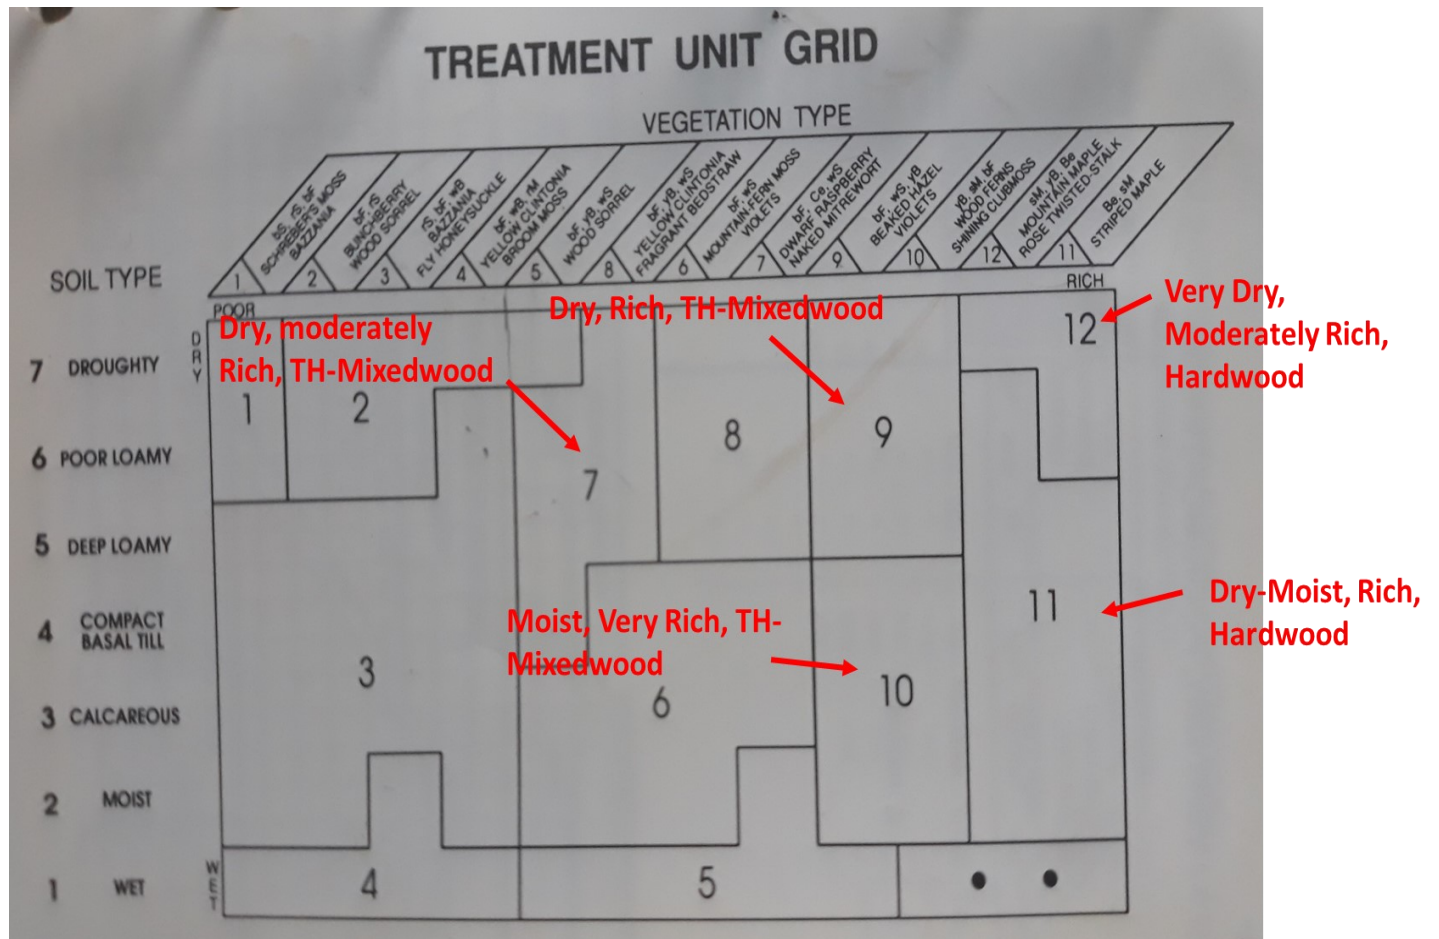 TREATMENT UNIT GRID
VEGETATION TYPE
bS, rS, bF
SCHREBER'S MOSS
BAZZANIA
bF, rS
BUNCHBERRY
WOOD SORREL
rS, bF, wB
BAZZANIA
FLY HONEYSUCKLE
bF, wB, rM
YELLOW CLINTONIA
BROOM MOSS
bF, yB, wS
WOOD SORREL
bF, yB, wS
YELLOW CLINTONIA
FRAGRANT BEDSTRAW
bF, wS
MOUNTAIN-FERN MOSS
VIOLETS
bF, Ce, wS
DWARF RASPBERRY
NAKED MITREWORT
bF, wS, yB
BEAKED HAZEL
VIOLETS
yB, sM, bF
WOOD FERNS
SHINING CLUBMOSS
sM, yB, Be
MOUNTAIN MAPLE
ROSE TWISTED-STALK
Be, sM
STRIPED MAPLE
1 2 3 4 5 8 6 7 9 10 12 11
SOIL TYPE
POOR
RICH
DRY
7 DROUGHTY
6 POOR LOAMY
5 DEEP LOAMY
4 COMPACT
BASAL TILL
3 CALCAREOUS
2 MOIST
1 WET
WET
1
2
3
4
5
6
7
8
9
10
11
12
Dry, moderately
Rich, TH-Mixedwood
Dry, Rich, TH-Mixedwood
Very Dry,
Moderately Rich,
Hardwood
Moist, Very Rich, TH-
Mixedwood
Dry-Moist, Rich,
Hardwood